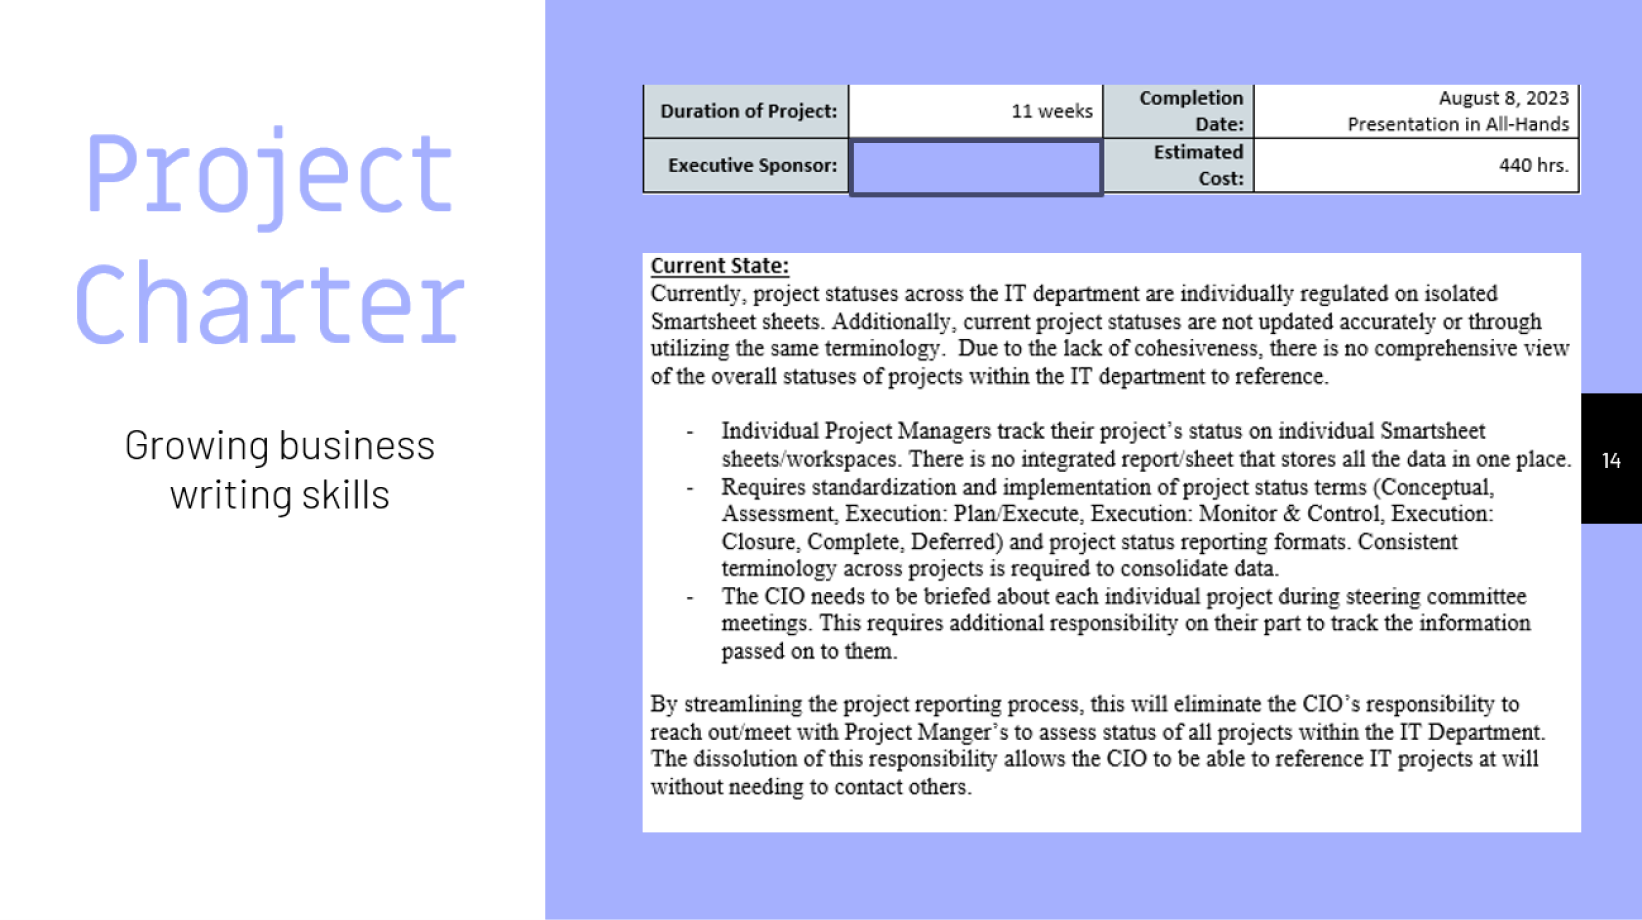 Project
Charter
Growing business
writing skills
Duration of Project: 11 weeks Completion Date: August 8, 2023 Presentation in All-Hands
Executive Sponsor: Estimated Cost: 440 hrs.
Current State:
Currently, project statuses across the IT department are individually regulated on isolated
Smartsheet sheets. Additionally, current project statuses are not updated accurately or through
utilizing the same terminology.  Due to the lack of cohesiveness, there is no comprehensive view
of the overall statuses of projects within the IT department to reference.
- Individual Project Managers track their project’s status on individual Smartsheet
sheets/workspaces. There is no integrated report/sheet that stores all the data in one place.
- Requires standardization and implementation of project status terms (Conceptual,
Assessment, Execution: Plan/Execute, Execution: Monitor & Control, Execution:
Closure, Complete, Deferred) and project status reporting formats. Consistent
terminology across projects is required to consolidate data.
- The CIO needs to be briefed about each individual project during steering committee
meetings. This requires additional responsibility on their part to track the information
passed on to them.
By streamlining the project reporting process, this will eliminate the CIO’s responsibility to
reach out/meet with Project Manger’s to assess status of all projects within the IT Department.
The dissolution of this responsibility allows the CIO to be able to reference IT projects at will
without needing to contact others.
14